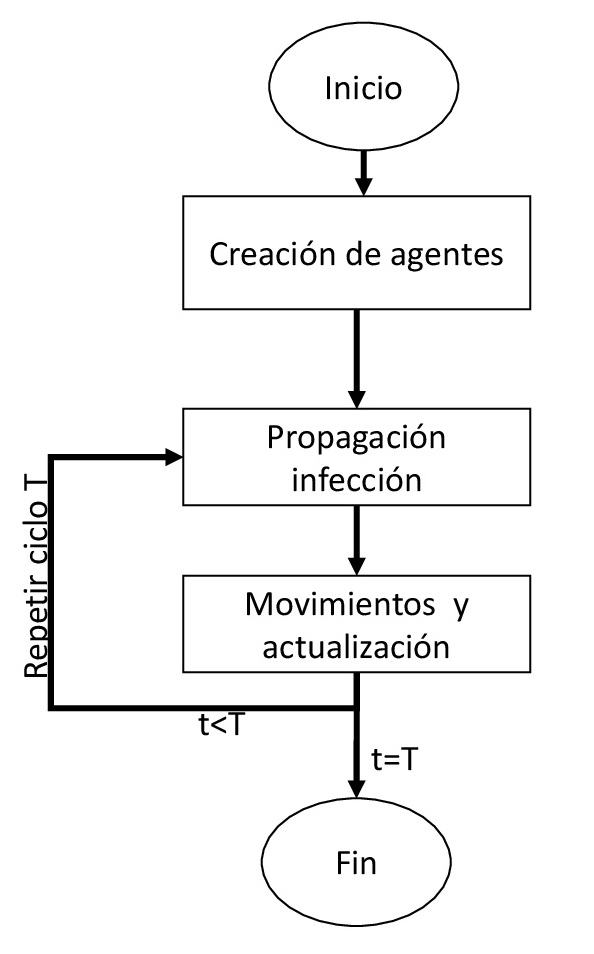 Inicio
Creación de agentes
Propagación
infección
Repetir ciclo T
Movimientos y
actualización
t<T
t=T
Fin